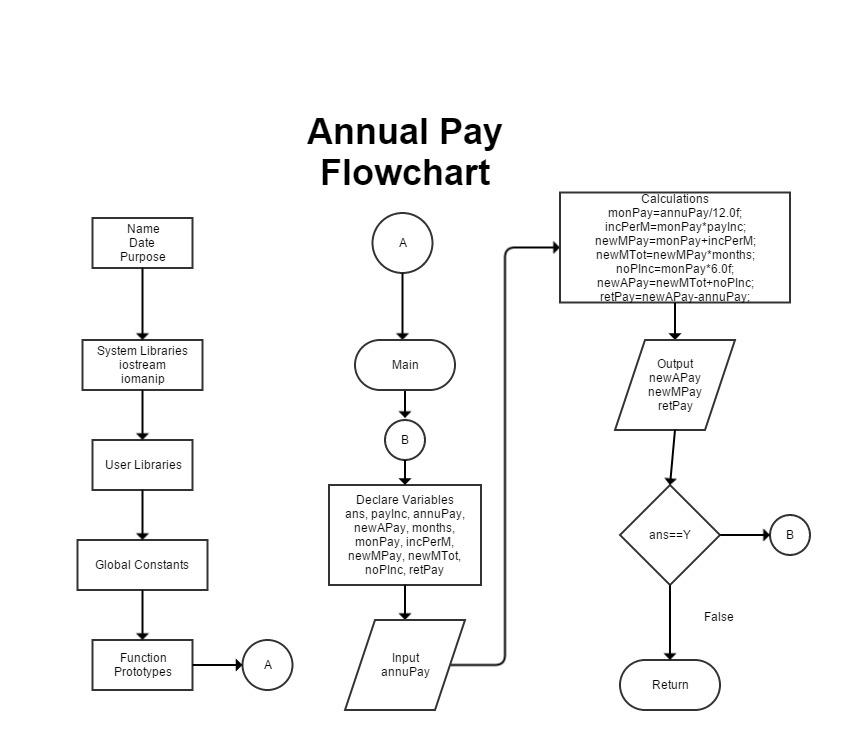 Annual Pay
Flowchart
Name
Date
Purpose
System Libraries
iostream
iomanip
User Libraries
Global Constants
Function
Prototypes
A
A
Main
B
Declare Variables
ans, payInc, annuPay,
newAPay, months,
monPay, incPerM,
newMPay, newMTot,
noPInc, retPay
Input
annuPay
Calculations
monPay=annuPay/12.0f;
incPerM=monPay*payInc;
newMPay=monPay+incPerM;
newMTot=newMPay*months;
noPInc=monPay*6.0f;
newAPay=newMTot+noPInc;
retPay=newAPay-annuPay;
Output
newAPay
newMPay
retPay
ans==Y
B
False
Return